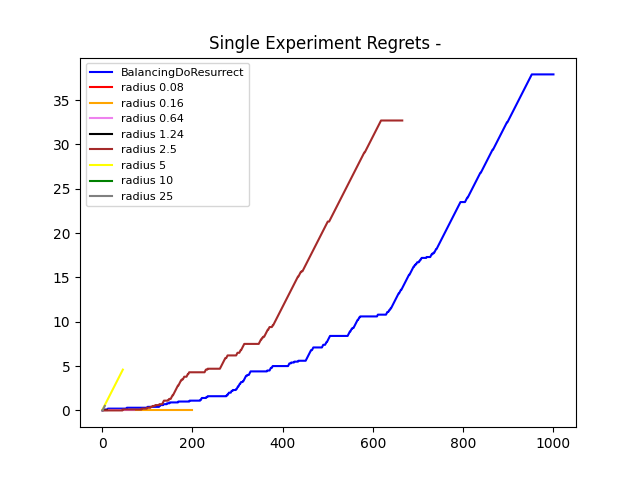 Single Experiment Regrets -
BalancingDoResurrect
radius 0.08
radius 0.16
radius 0.64
radius 1.24
radius 2.5
radius 5
radius 10
radius 25
35
30
25
20
15
10
5
0
0 200 400 600 800 1000